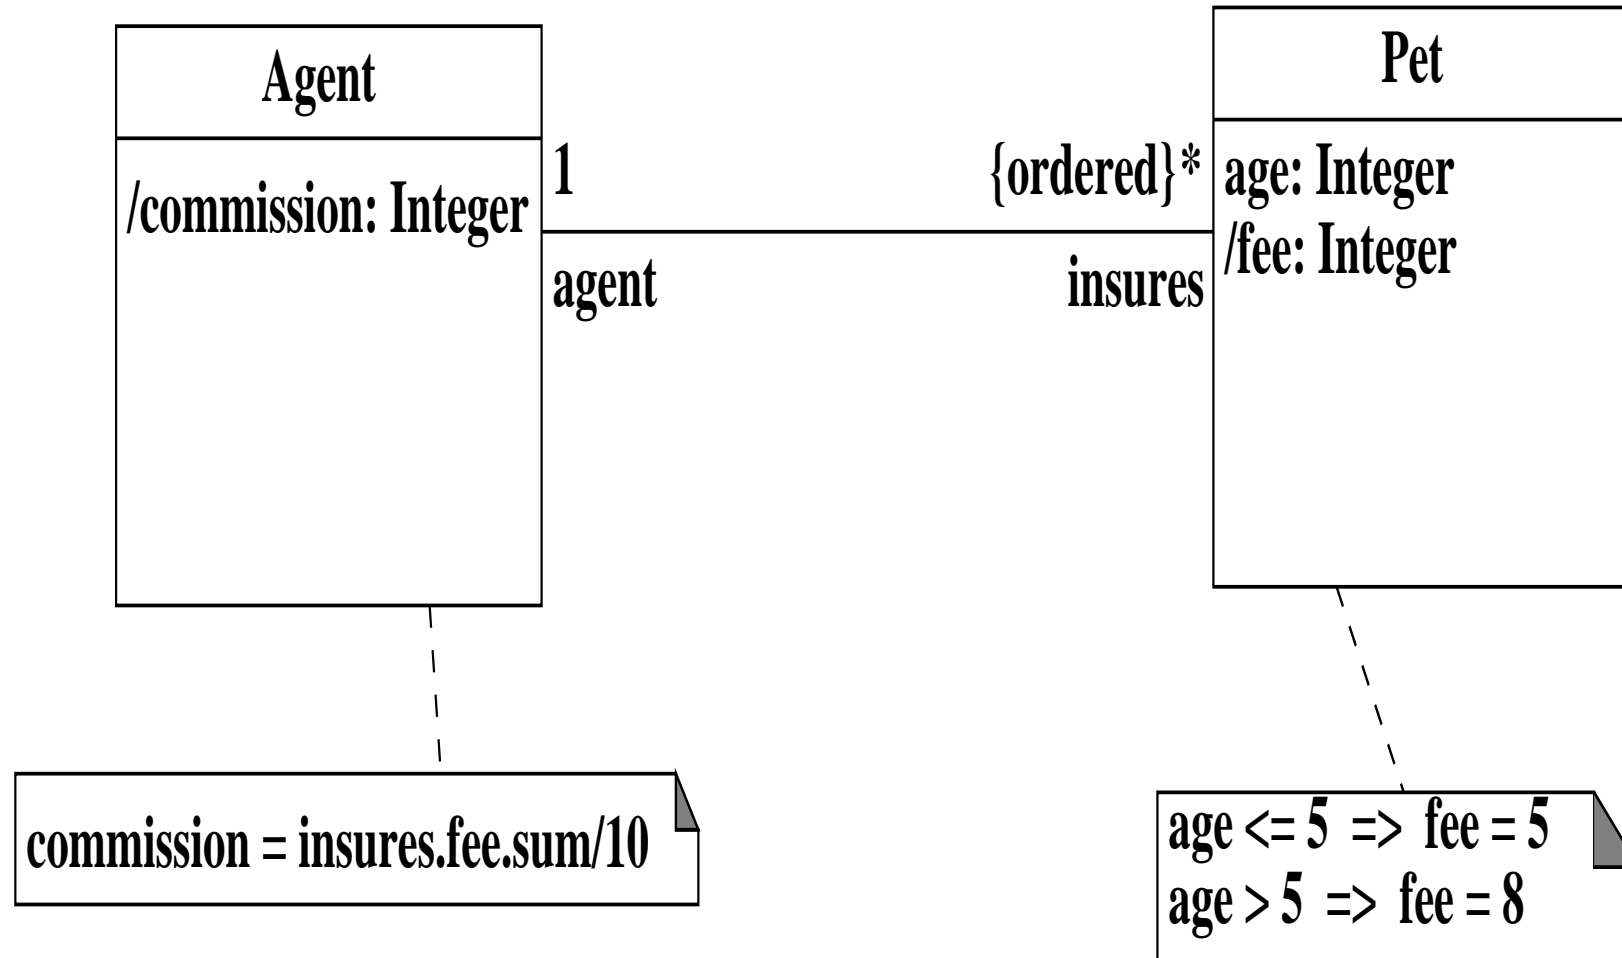 Agent
/commission: Integer
1
agent
{ordered}*
insures
Pet
age: Integer
/fee: Integer
commission = insures.fee.sum/10
age <= 5 => fee = 5
age > 5 => fee = 8